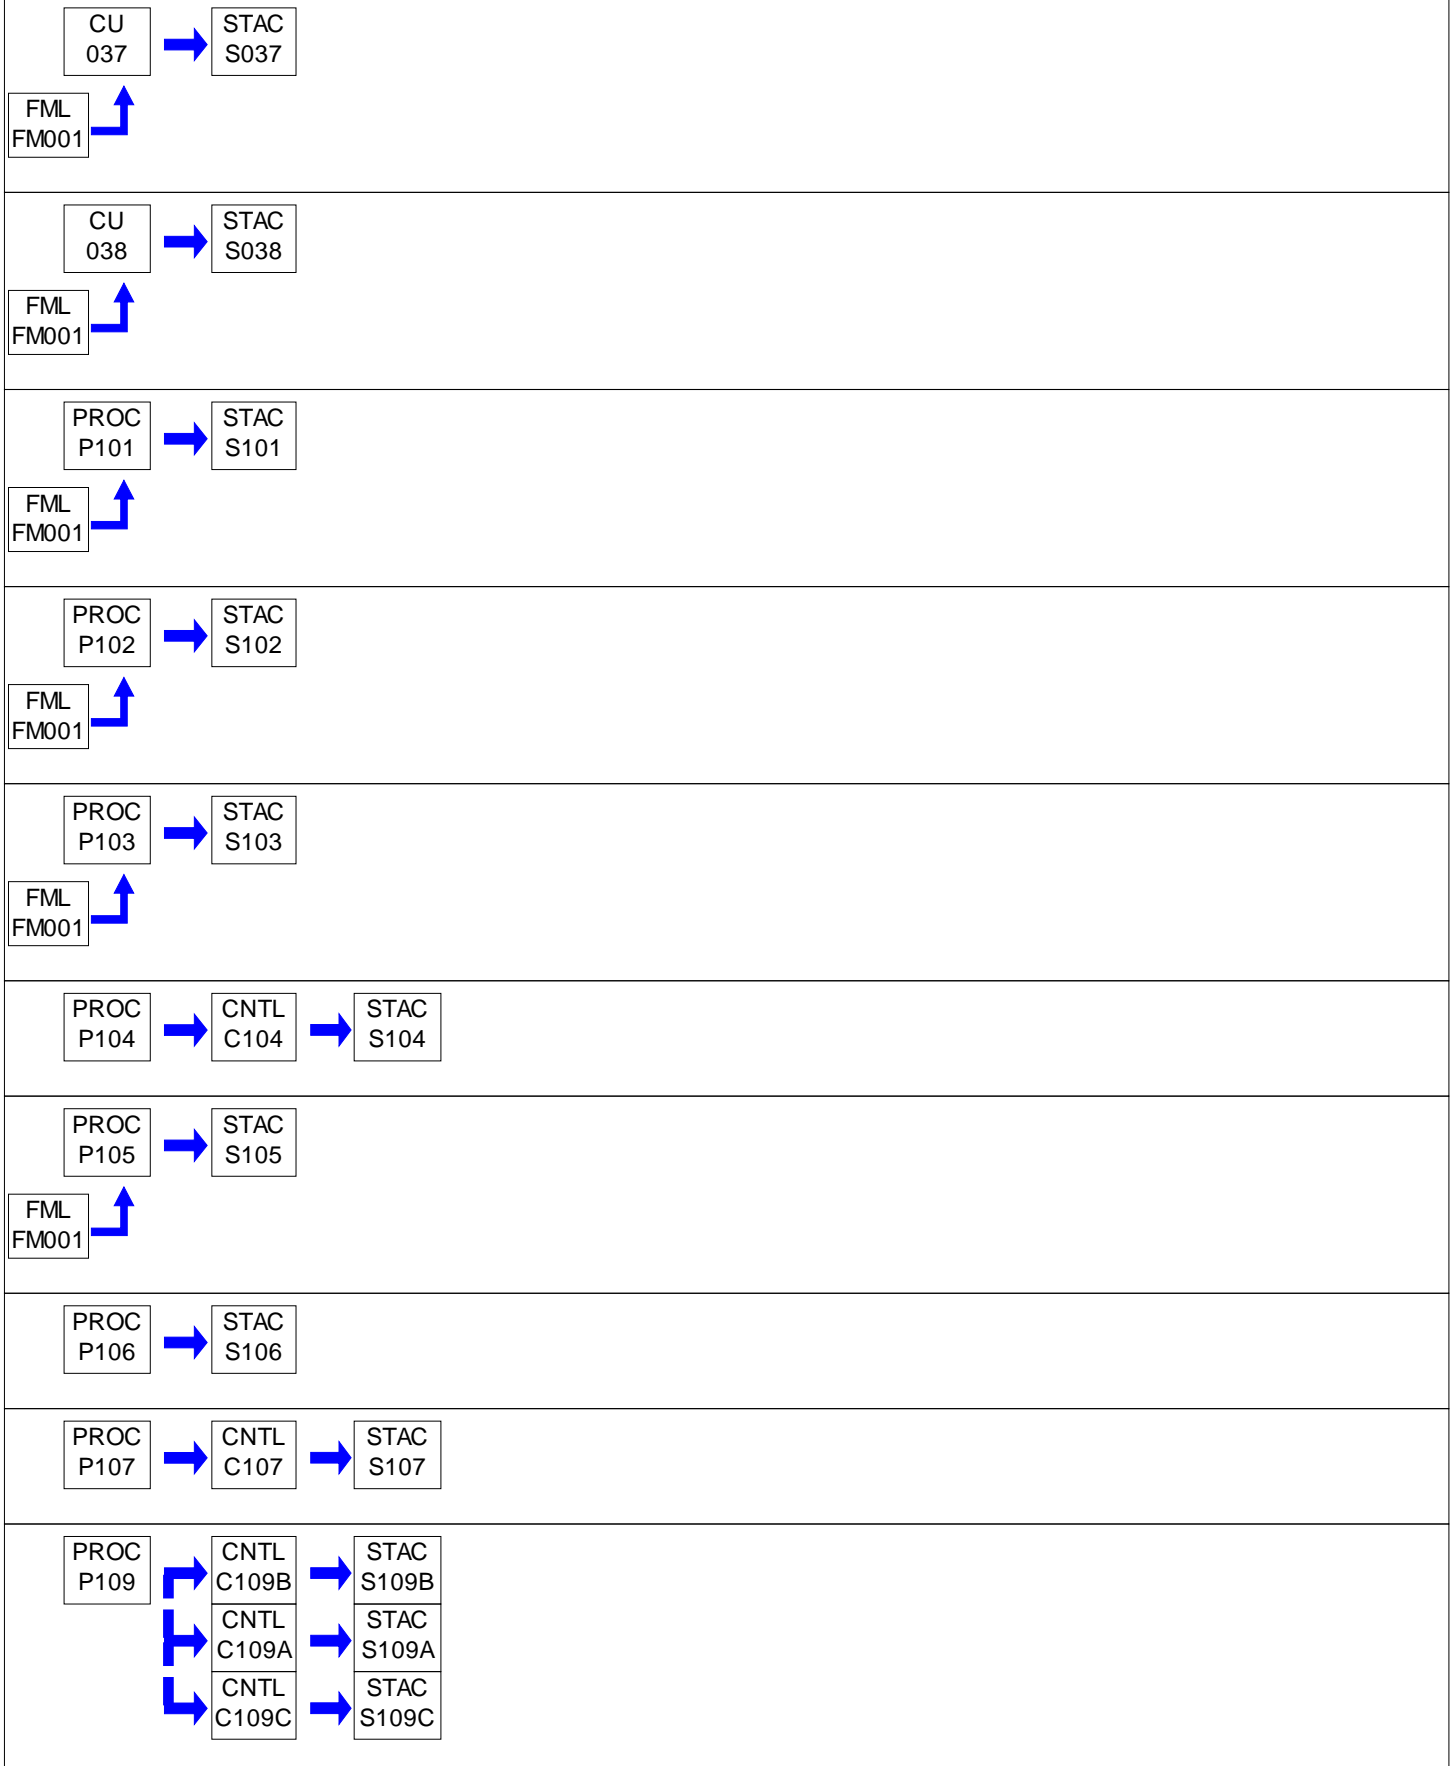 CU
037
STAC
S037
FML
FM001
CU
038
STAC
S038
FML
FM001
PROC
P101
STAC
S101
FML
FM001
PROC
P102
STAC
S102
FML
FM001
PROC
P103
STAC
S103
FML
FM001
PROC
P104
CNTL
C104
STAC
S104
PROC
P105
STAC
S105
FML
FM001
PROC
P106
STAC
S106
PROC
P107
CNTL
C107
STAC
S107
PROC
P109
CNTL
C109B
STAC
S109B
CNTL
C109A
STAC
S109A
CNTL
C109C
STAC
S109C